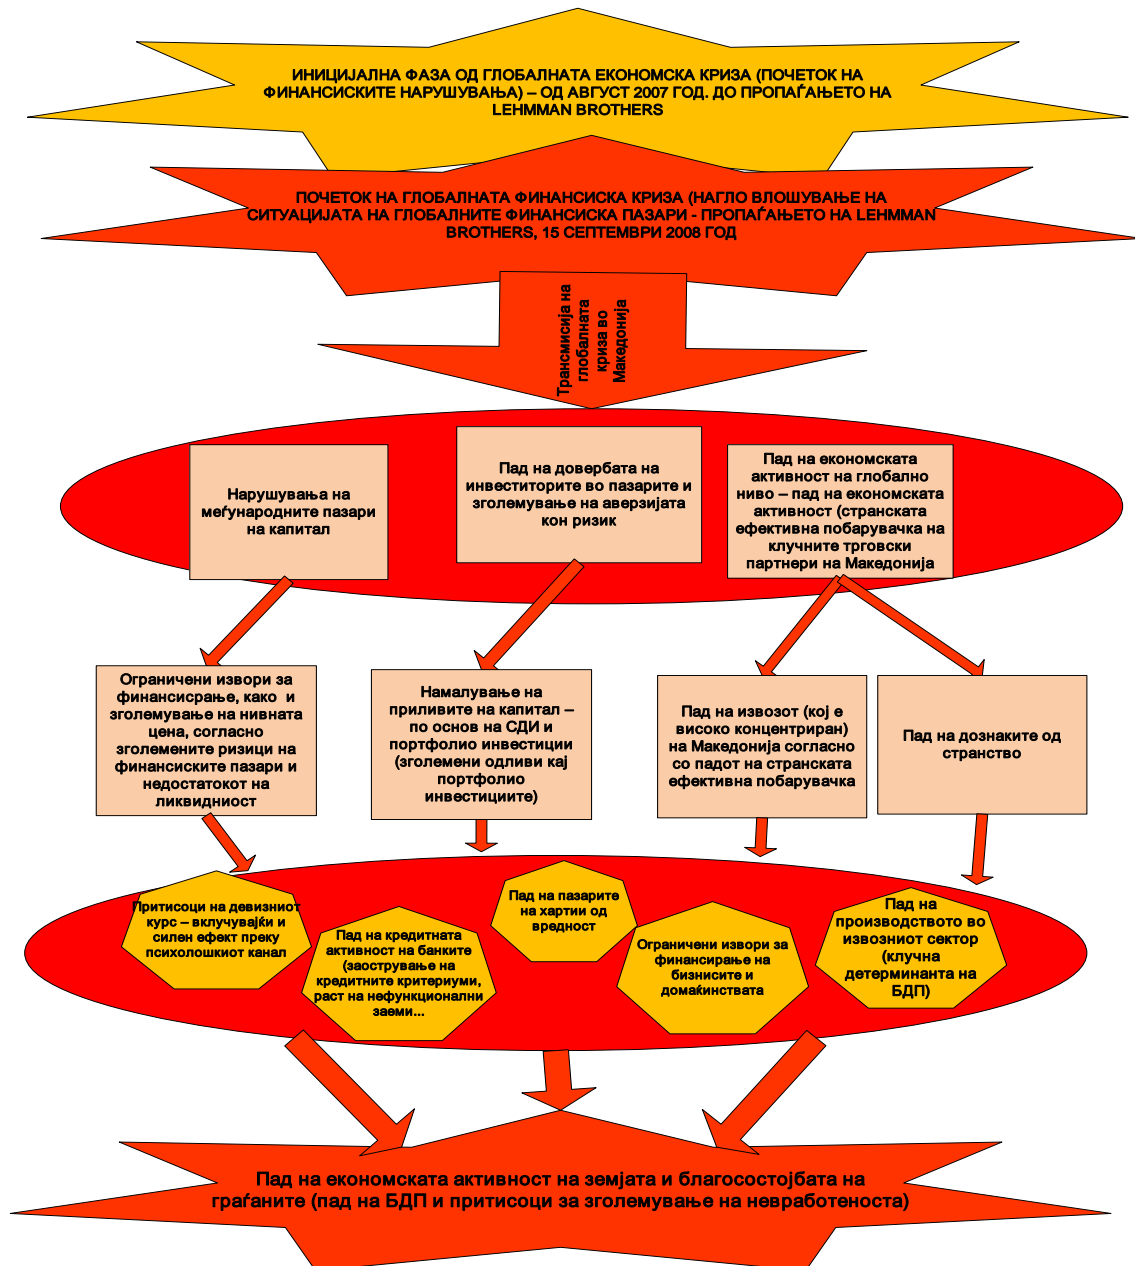 ИНИЦИЈАЛНА ФАЗА ОД ГЛОБАЛНАТА ЕКОНОМСКА КРИЗА (ПОЧЕТОК НА
ФИНАНСИСКИТЕ НАРУШУВАЊА) – ОД АВГУСТ 2007 ГОД. ДО ПРОПАЃАЊЕТО НА
LEHMMAN BROTHERS
ПОЧЕТОК НА ГЛОБАЛНАТА ФИНАНСИСКА КРИЗА (НАГЛО ВЛОШУВАЊЕ НА
СИТУАЦИЈАТА НА ГЛОБАЛНИТЕ ФИНАНСИСКА ПАЗАРИ - ПРОПАЃАЊЕТО НА LEHMMAN
BROTHERS, 15 СЕПТЕМВРИ 2008 ГОД
Трансмисија на
глобалната
криза во
Македонија
Нарушувања на
меѓународните пазари
на капитал
Пад на довербата на
инвеститорите во пазарите и
зголемување на аверзијата
кон ризик
Пад на економската
активност на глобално
ниво – пад на економската
активност (странската
ефективна побарувачка на
клучните трговски
партнери на Македонија
Ограничени извори за
финансисрање, како  и
зголемување на нивната
цена, согласно
зголемените ризици на
финансиските пазари и
недостатокот на
ликвидниост
Намалување на
приливите на капитал –
по основ на СДИ и
портфолио инвестиции
(зголемени одливи кај
портфолио
инвестициите)
Пад на извозот (кој е
високо концентриран)
на Македонија согласно
со падот на странската
ефективна побарувачка
Пад на дознаките од
странство
Притисоци на девизниот
курс – вклучувајќи и
силен ефект преку
психолошкиот канал
Пад на кредитната
активност на банките
(заострување на
кредитните критериуми,
раст на нефункционални
заеми...
Пад на пазарите
на хартии од
вредност
Ограничени извори за
финансирање на
бизнисите и
домаќинствата
Пад на
производството во
извозниот сектор
(клучна
детерминанта на
БДП)
Пад на економската активност на земјата и благосостојбата на
граѓаните (пад на БДП и притисоци за зголемување на невработеноста)